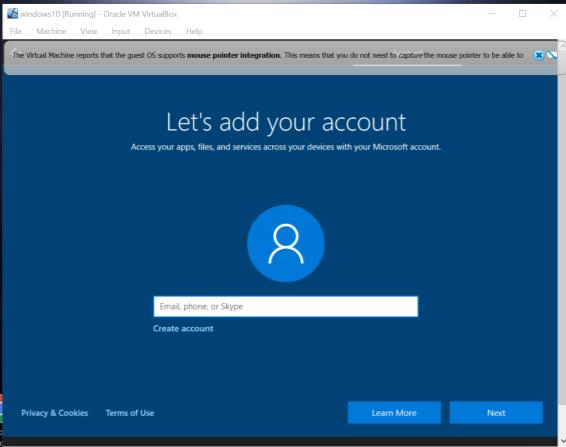 windows10 [Running] - Oracle VM VirtualBox
File Machine View Input Devices Help
The Virtual Machine reports that the guest OS supports mouse pointer integration. This means that you do not need to capture the mouse pointer to be able to
Let's add your account
Access your apps, files, and services across your devices with your Microsoft account.
Email, phone, or Skype
Create account
Privacy & Cookies Terms of Use Learn More Next